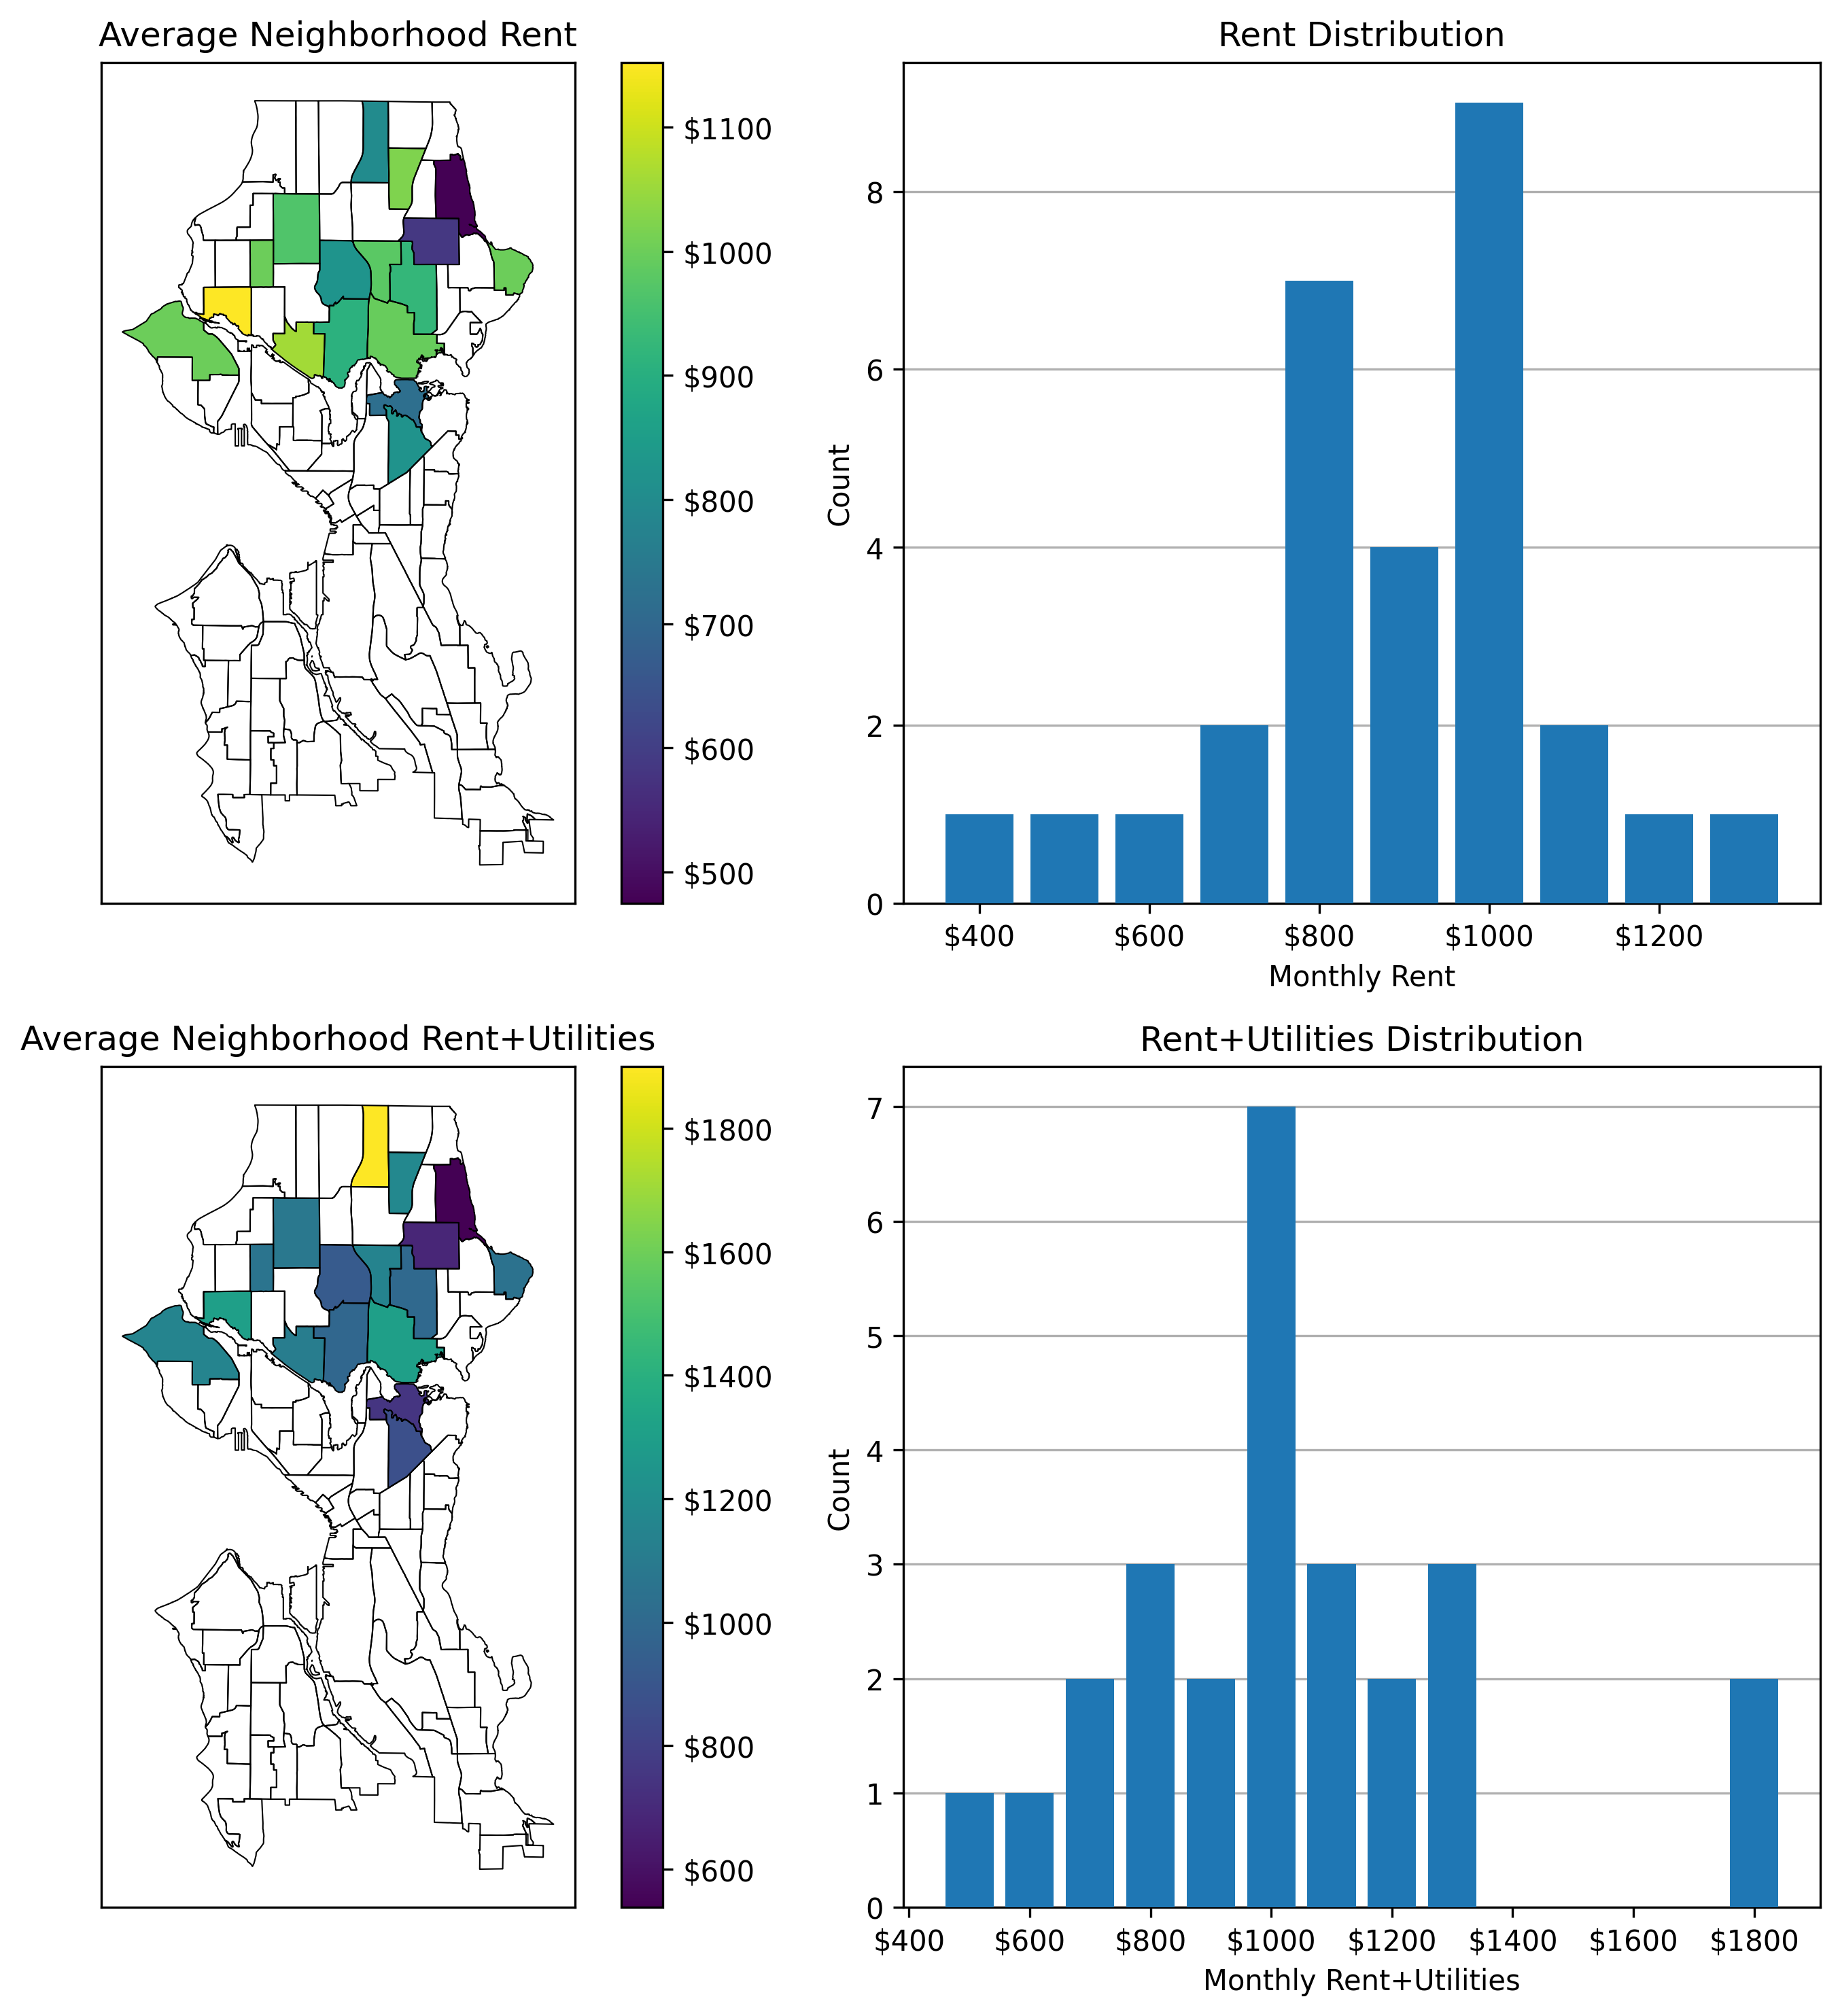 Average Neighborhood Rent
$1100
$1000
$900
$800
$700
$600
$500
Rent Distribution
Count
8
6
4
2
0
$400 $600 $800 $1000 $1200
Monthly Rent
Average Neighborhood Rent+Utilities
$1800
$1600
$1400
$1200
$1000
$800
$600
Rent+Utilities Distribution
Count
7
6
5
4
3
2
1
0
$400 $600 $800 $1000 $1200 $1400 $1600 $1800
Monthly Rent+Utilities